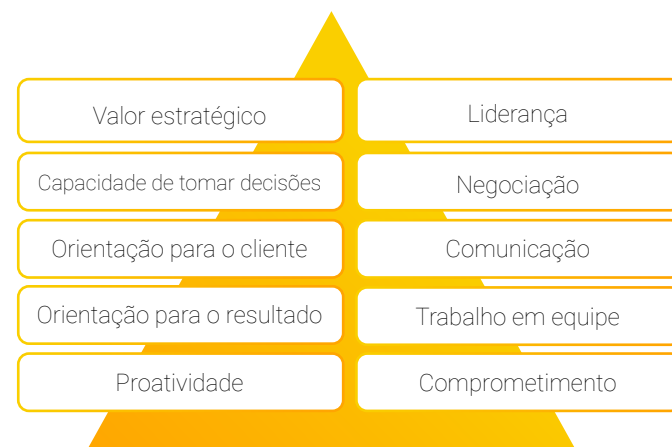 Valor estratégico
Liderança
Capacidade de tomar decisões
Negociação
Orientação para o cliente
Comunicação
Orientação para o resultado
Trabalho em equipe
Proatividade
Comprometimento